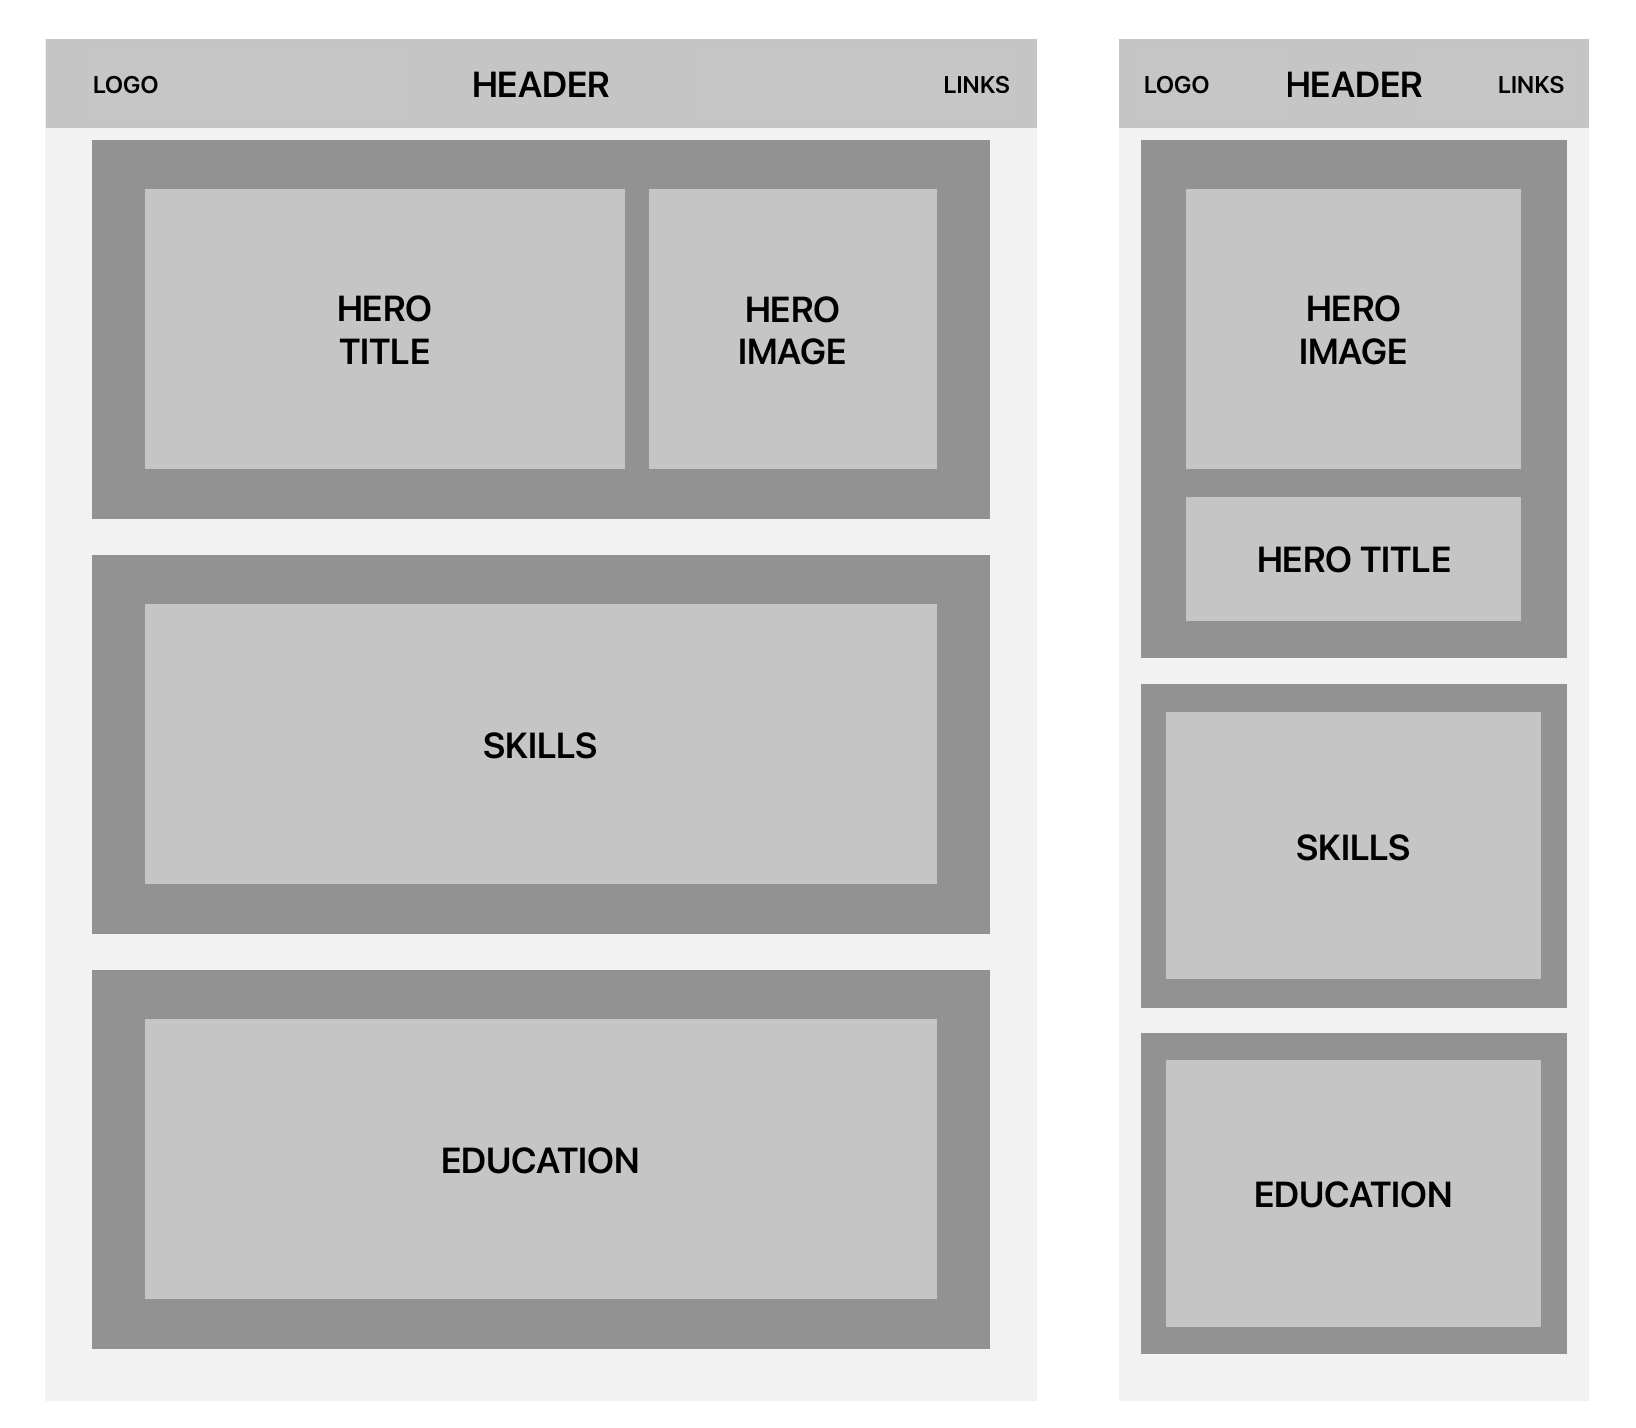 LOGO HEADER LINKS
HERO
TITLE
HERO
IMAGE
SKILLS
EDUCATION
LOGO HEADER LINKS
HERO
IMAGE
HERO TITLE
SKILLS
EDUCATION